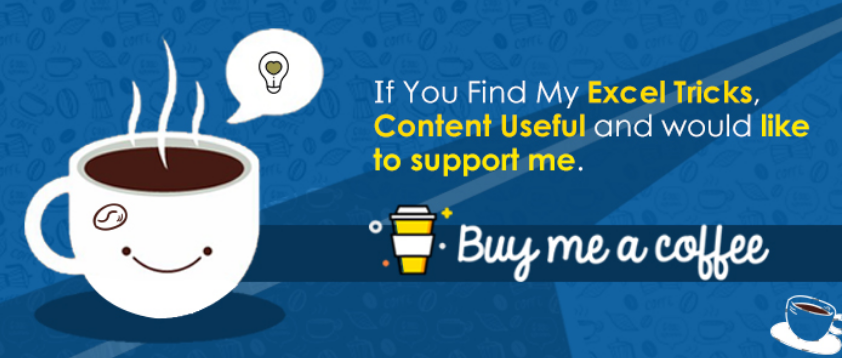 If You Find My Excel Tricks,
Content Useful and would like
to support me.
Buy me a coffee